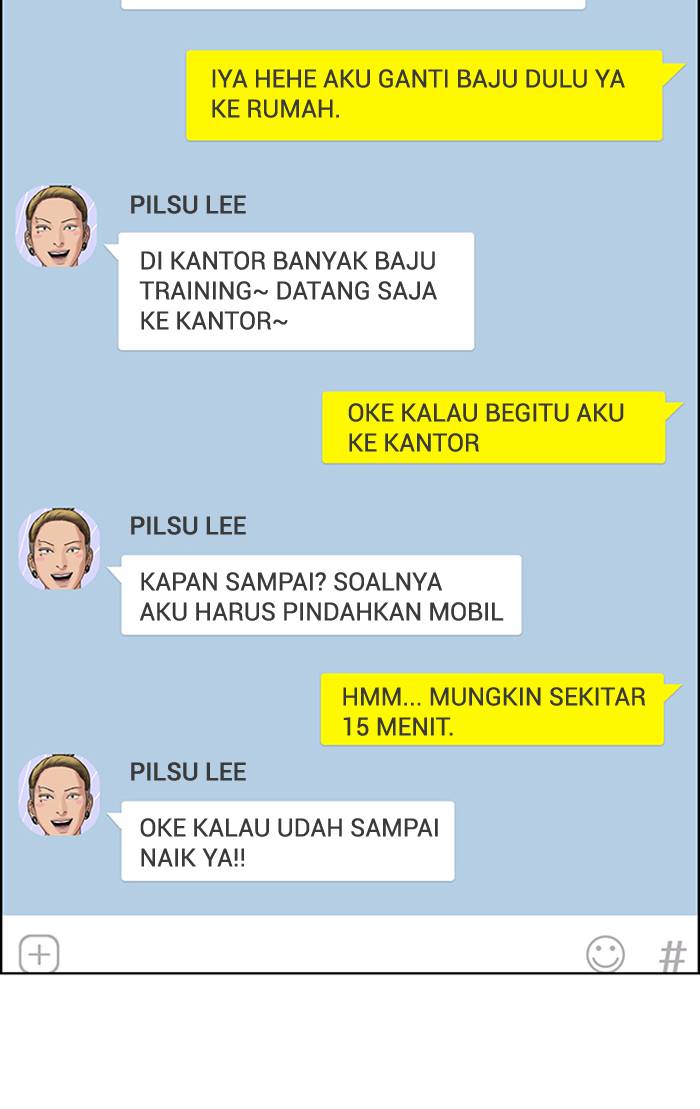 IYA HEHE AKU GANTI BAJU DULU YA
KE RUMAH.
PILSU LEE
DI KANTOR BANYAK BAJU
TRAINING~ DATANG SAJA
KE KANTOR~
OKE KALAU BEGITU AKU
KE KANTOR
PILSU LEE
KAPAN SAMPAI? SOALNYA
AKU HARUS PINDAHKAN MOBIL
HMM... MUNGKIN SEKITAR
15 MENIT.
PILSU LEE
OKE KALAU UDAH SAMPAI
NAIK YA!!
#